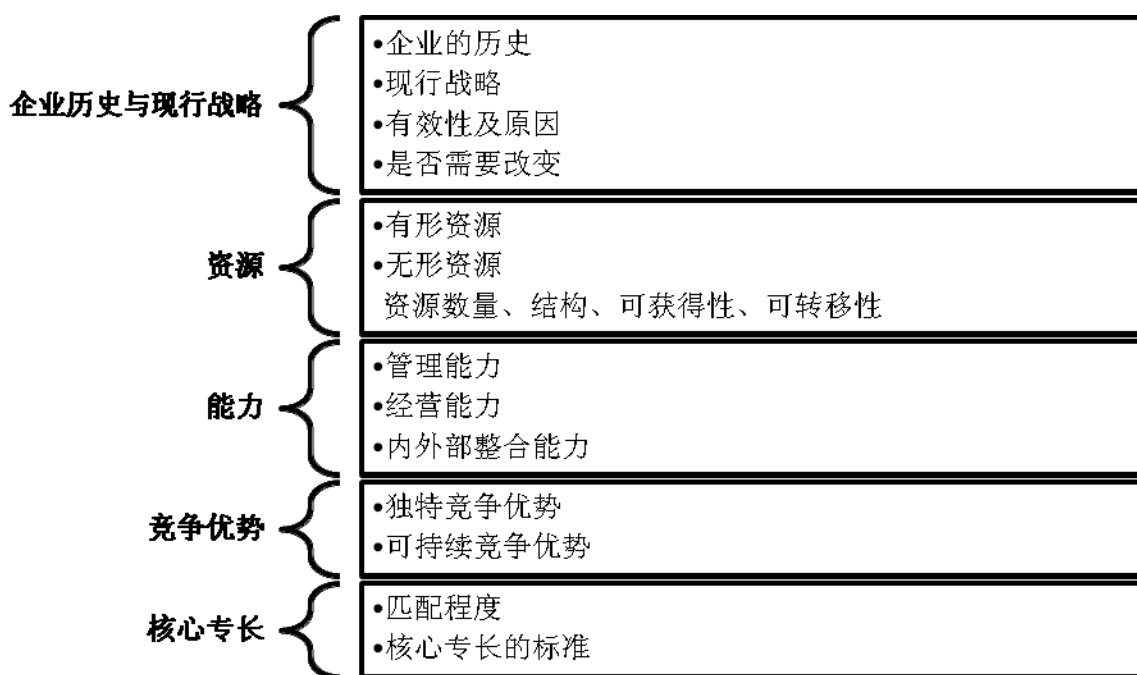 企业历史与现行战略
•企业的历史
•现行战略
•有效性及原因
•是否需要改变
资源
•有形资源
•无形资源
资源数量、结构、可获得性、可转移性
能力
•管理能力
•经营能力
•内外部整合能力
竞争优势
•独特竞争优势
•可持续竞争优势
核心专长
•匹配程度
•核心专长的标准